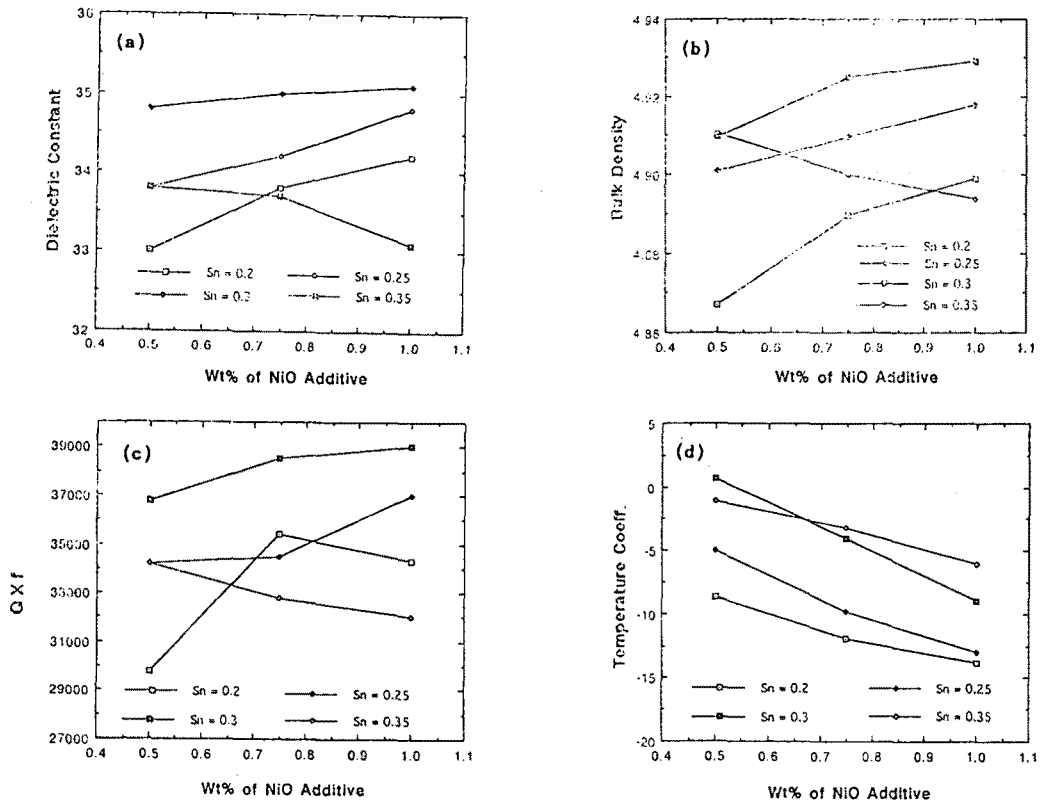 (a)
36
35
34
33
32
Dielectric Constant
Sn = 0.2
Sn = 0.25
Sn = 0.3
Sn = 0.35
0.4 0.5 0.6 0.7 0.8 0.9 1.0 1.1
Wt% of NiO Additive
(b)
4.94
4.92
4.90
Bulk Density
Sn = 0.2
Sn = 0.25
Sn = 0.3
Sn = 0.35
0.4 0.5 0.6 0.7 0.8 0.9 1.0 1.1
Wt% of NiO Additive
(c)
39000
37000
35000
33000
31000
29000
27000
Q X f
Sn = 0.2
Sn = 0.25
Sn = 0.3
Sn = 0.35
0.4 0.5 0.6 0.7 0.8 0.9 1.0 1.1
Wt% of NiO Additive
(d)
5
0
-5
-10
-15
-20
Temperature Coeff.
Sn = 0.2
Sn = 0.25
Sn = 0.3
Sn = 0.35
0.4 0.5 0.6 0.7 0.8 0.9 1.0 1.1
Wt% of NiO Additive